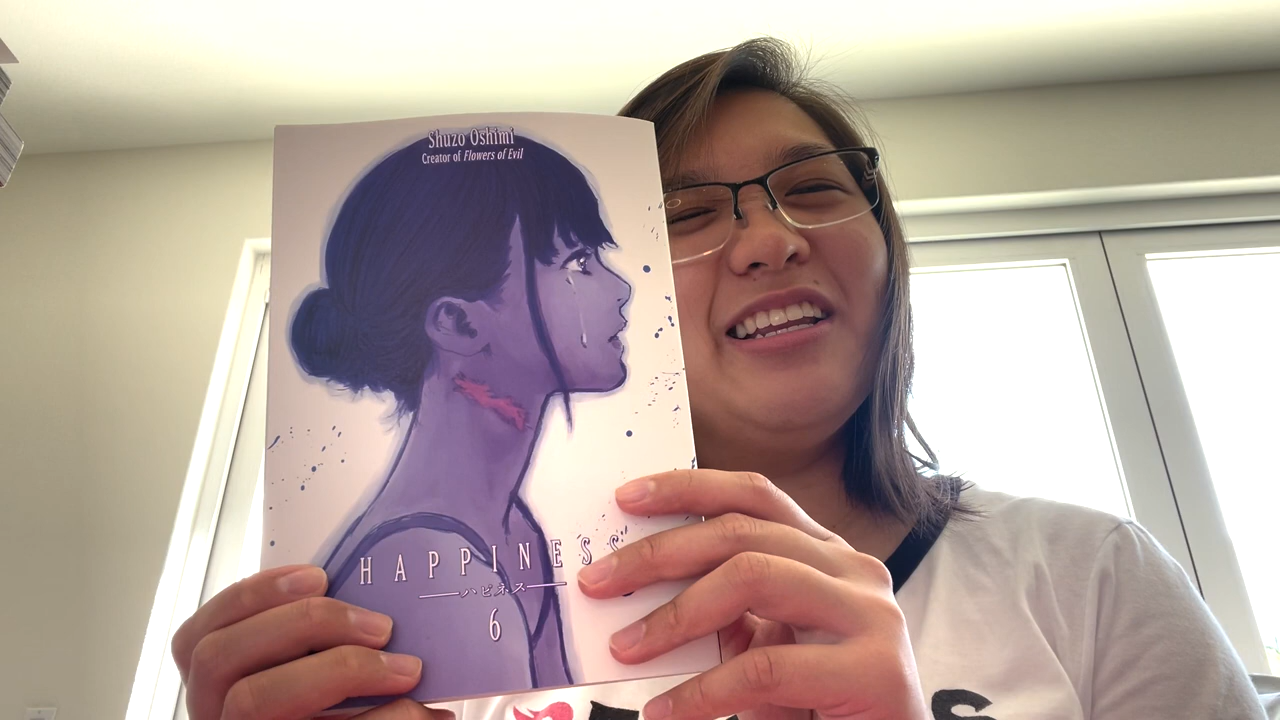 Shuzo Oshimi
Creator of Flowers of Evil
HAPPINESS
ハピネス
6
S